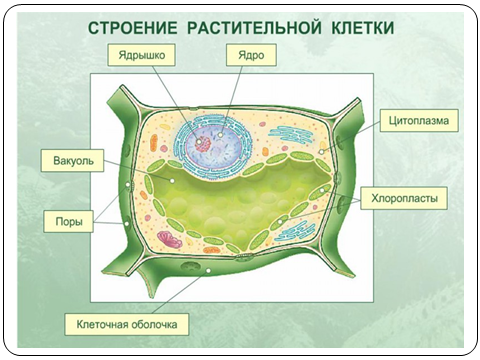 СТРОЕНИЕ РАСТИТЕЛЬНОЙ КЛЕТКИ
Ядрышко
Ядро
Цитоплазма
Вакуоль
Хлоропласты
Поры
Клеточная оболочка